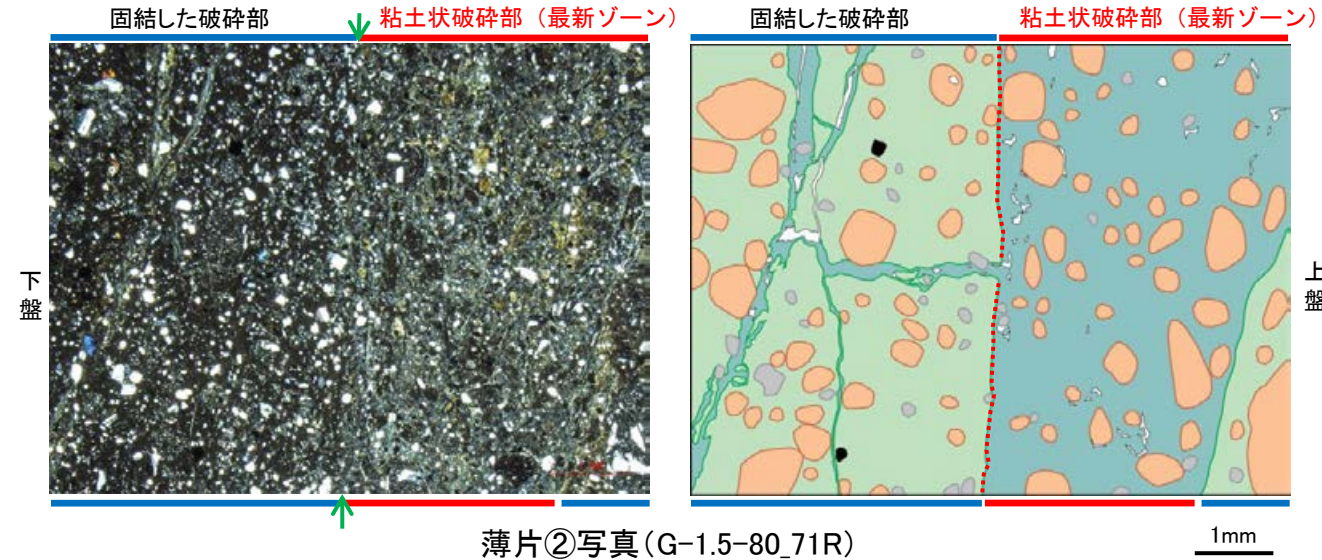 固結した破砕部
粘土状破砕部（最新ゾーン）
固結した破砕部
粘土状破砕部（最新ゾーン）
下盤
上盤
薄片②写真(G-1.5-80_71R)
1mm